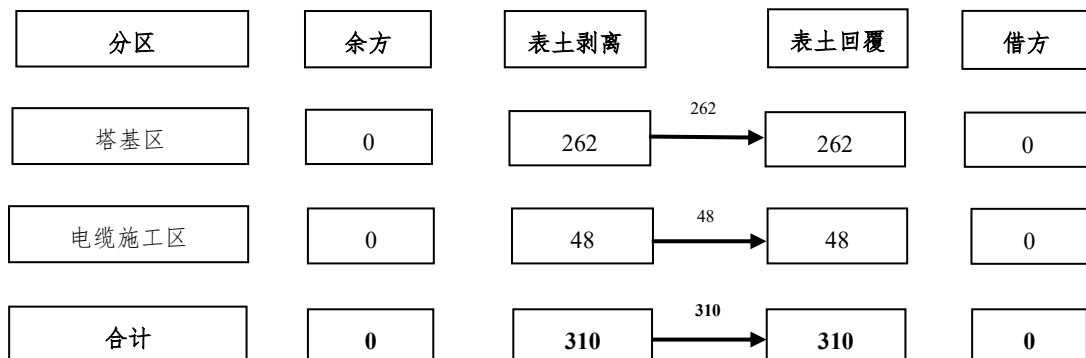 分区 余方 表土剥离 表土回覆 借方
262
塔基区 0 262 262 0
48
电缆施工区 0 48 48 0
310
合计 0 310 310 0